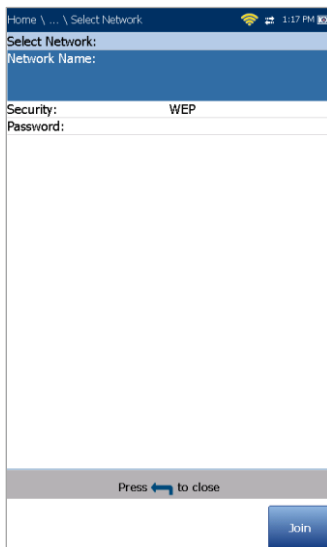 Home \ ... \ Select Network 1:17 PM
Select Network:
Network Name:
Security: WEP
Password:
Press to close
Join